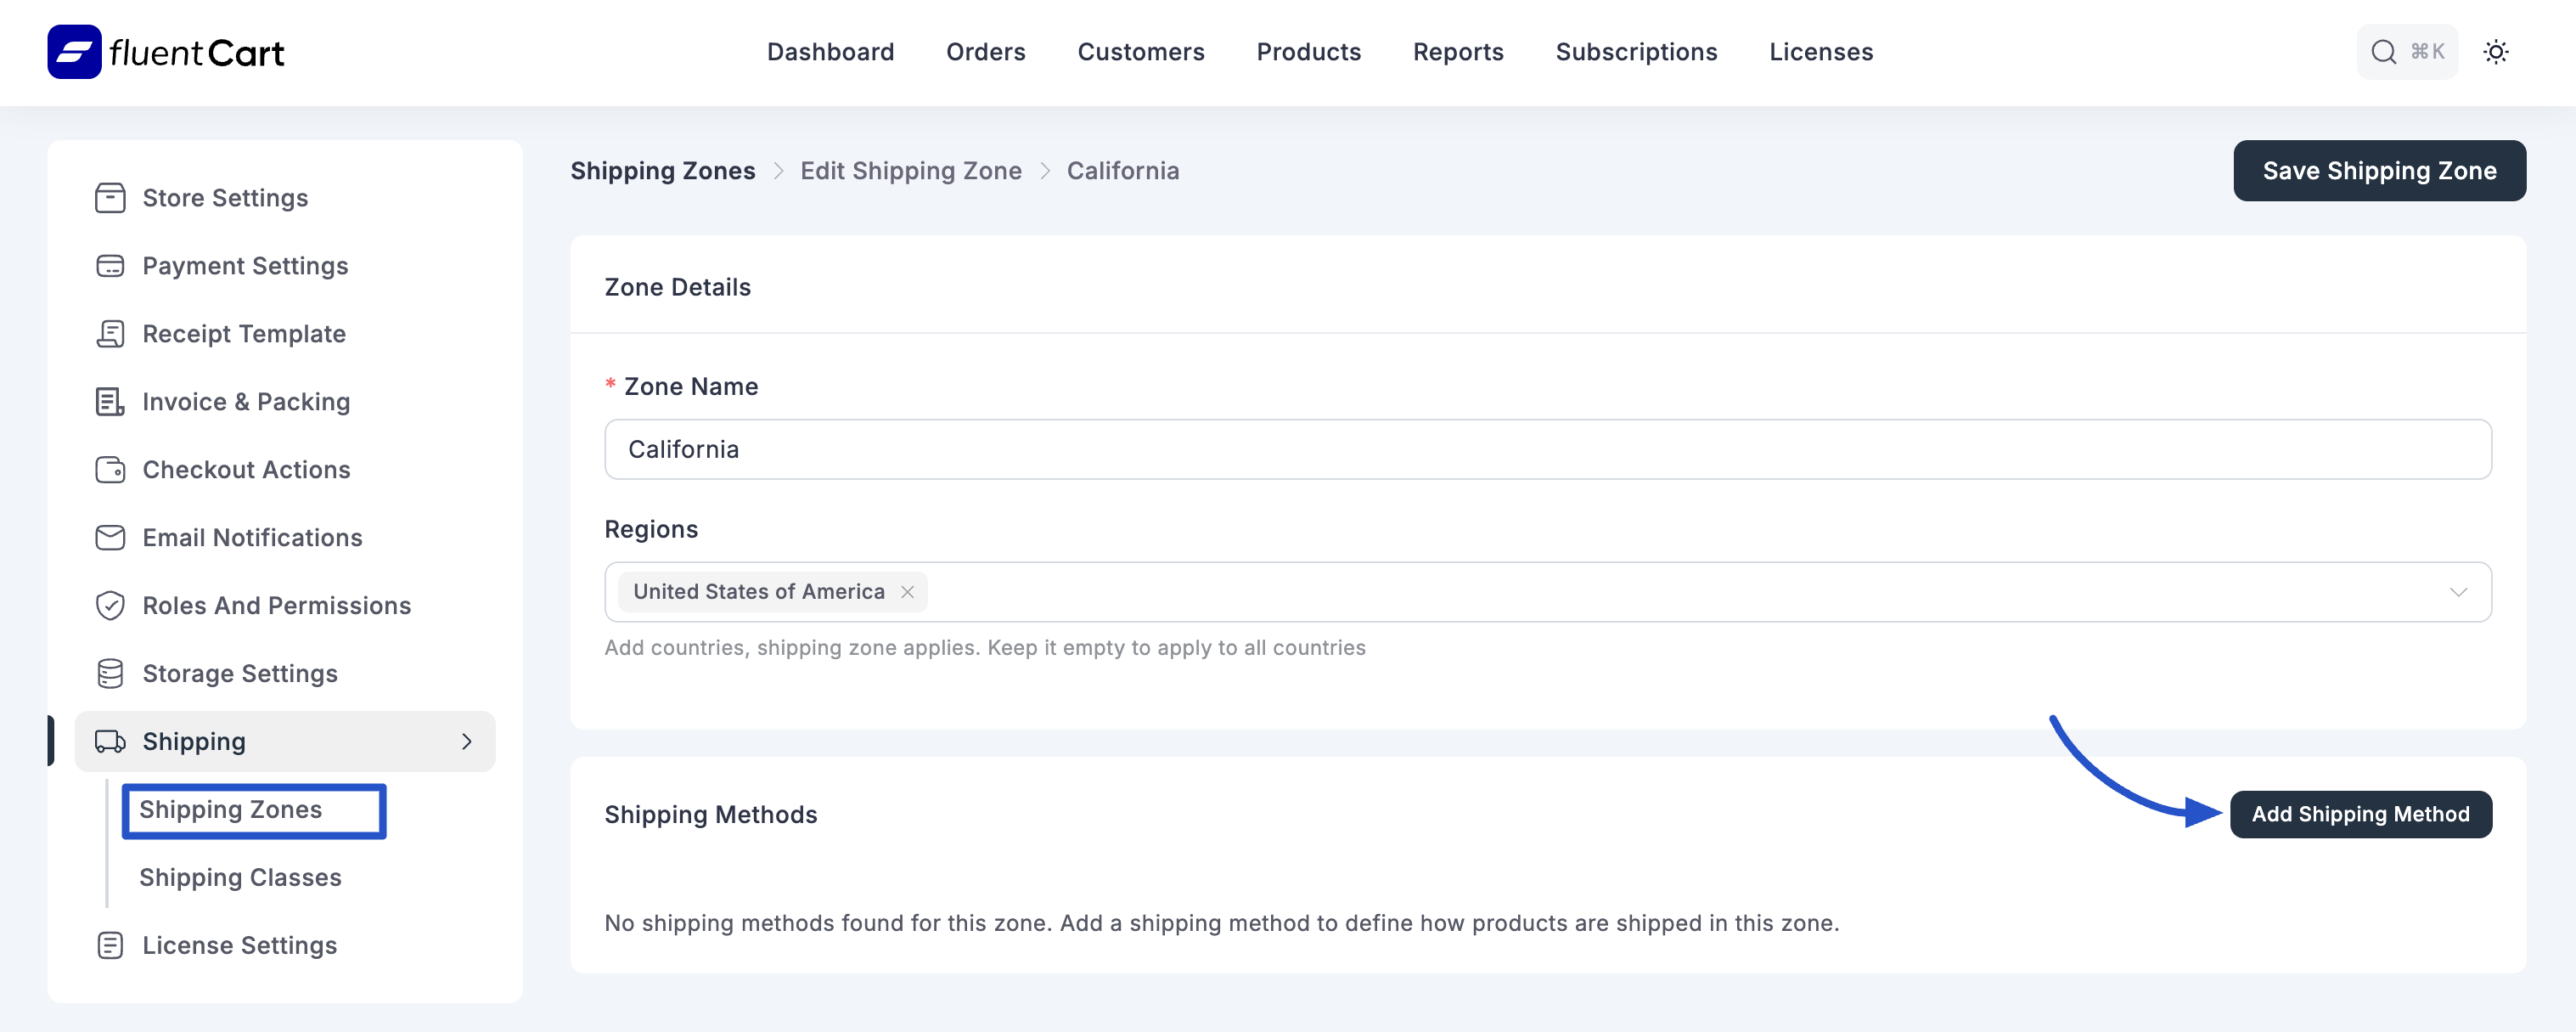 fluentCart
Dashboard
Orders
Customers
Products
Reports
Subscriptions
Licenses
⌘K
Store Settings
Payment Settings
Receipt Template
Invoice & Packing
Checkout Actions
Email Notifications
Roles And Permissions
Storage Settings
Shipping
Shipping Zones
Shipping Classes
License Settings
Shipping Zones > Edit Shipping Zone > California
Save Shipping Zone
Zone Details
* Zone Name
California
Regions
United States of America
Add countries, shipping zone applies. Keep it empty to apply to all countries
Shipping Methods
Add Shipping Method
No shipping methods found for this zone. Add a shipping method to define how products are shipped in this zone.